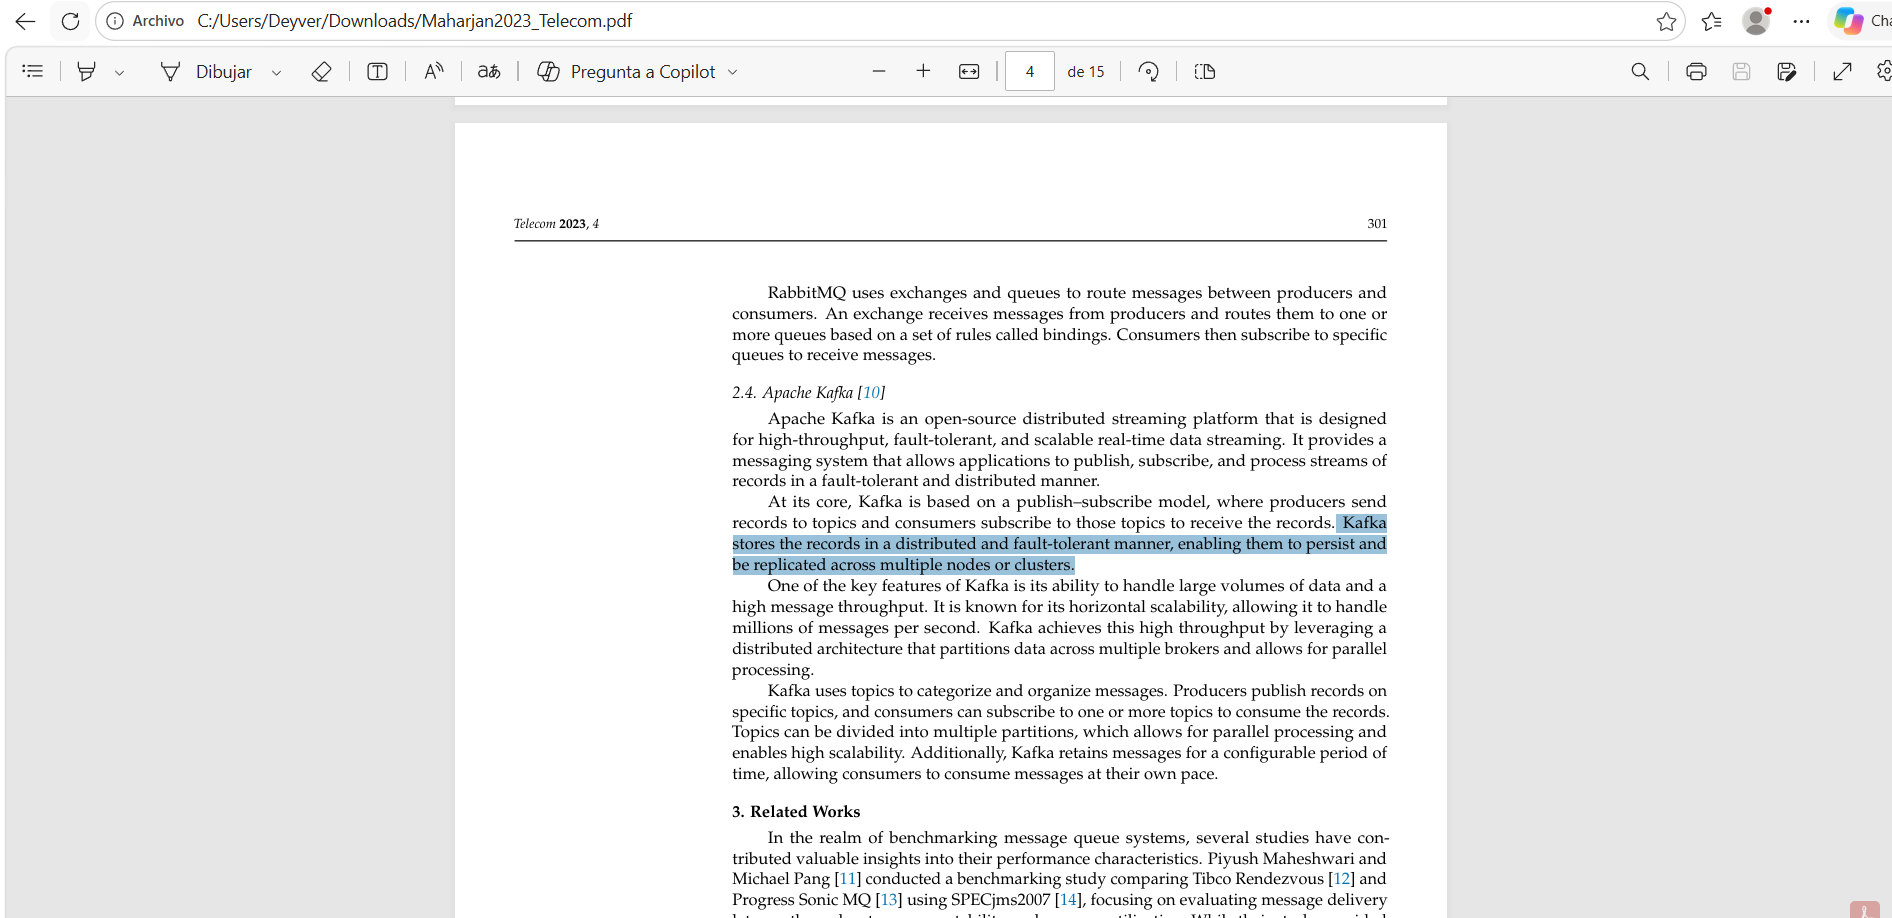 Archivo C:/Users/Deyver/Downloads/Maharjan2023_Telecom.pdf
Dibujar
Pregunta a Copilot
4 de 15
Telecom 2023, 4 301
RabbitMQ uses exchanges and queues to route messages between producers and
consumers. An exchange receives messages from producers and routes them to one or
more queues based on a set of rules called bindings. Consumers then subscribe to specific
queues to receive messages.
2.4. Apache Kafka [10]
Apache Kafka is an open-source distributed streaming platform that is designed
for high-throughput, fault-tolerant, and scalable real-time data streaming. It provides a
messaging system that allows applications to publish, subscribe, and process streams of
records in a fault-tolerant and distributed manner.
At its core, Kafka is based on a publish–subscribe model, where producers send
records to topics and consumers subscribe to those topics to receive the records. Kafka
stores the records in a distributed and fault-tolerant manner, enabling them to persist and
be replicated across multiple nodes or clusters.
One of the key features of Kafka is its ability to handle large volumes of data and a
high message throughput. It is known for its horizontal scalability, allowing it to handle
millions of messages per second. Kafka achieves this high throughput by leveraging a
distributed architecture that partitions data across multiple brokers and allows for parallel
processing.
Kafka uses topics to categorize and organize messages. Producers publish records on
specific topics, and consumers can subscribe to one or more topics to consume the records.
Topics can be divided into multiple partitions, which allows for parallel processing and
enables high scalability. Additionally, Kafka retains messages for a configurable period of
time, allowing consumers to consume messages at their own pace.
3. Related Works
In the realm of benchmarking message queue systems, several studies have con-
tributed valuable insights into their performance characteristics. Piyush Maheshwari and
Michael Pang [11] conducted a benchmarking study comparing Tibco Rendezvous [12] and
Progress Sonic MQ [13] using SPECjms2007 [14], focusing on evaluating message delivery